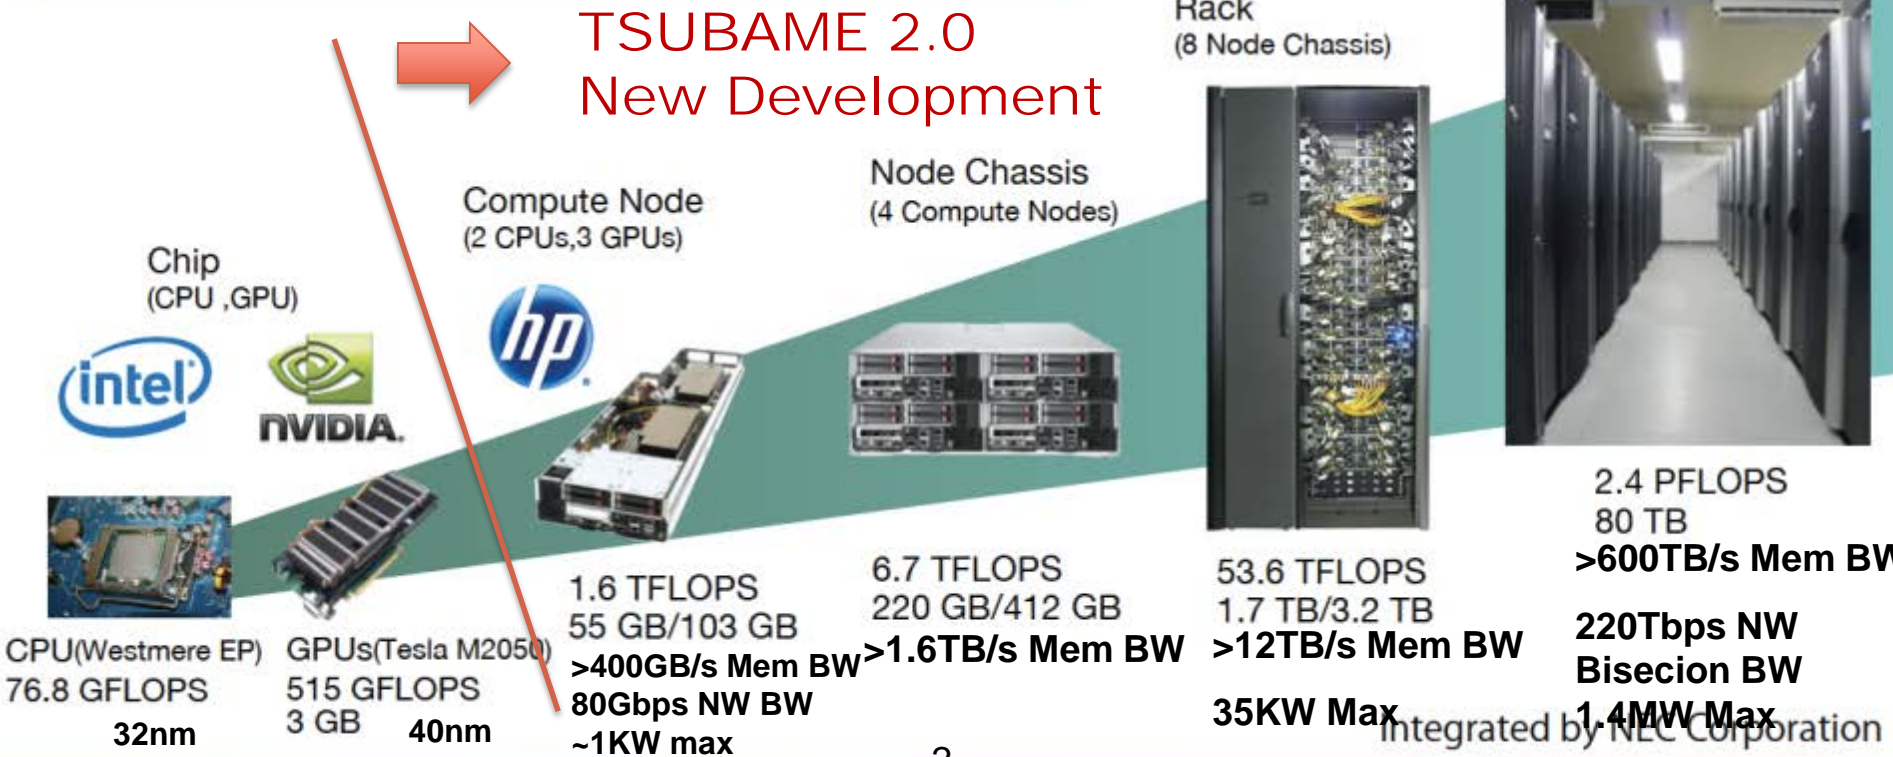 TSUBAME 2.0
New Development
Rack
(8 Node Chassis)
Node Chassis
(4 Compute Nodes)
Compute Node
(2 CPUs,3 GPUs)
Chip
(CPU ,GPU)
intel
nVIDIA.
hp
CPU(Westmere EP)
76.8 GFLOPS
32nm
GPUs(Tesla M2050)
515 GFLOPS
3 GB
40nm
1.6 TFLOPS
55 GB/103 GB
>400GB/s Mem BW
80Gbps NW BW
~1KW max
6.7 TFLOPS
220 GB/412 GB
>1.6TB/s Mem BW
53.6 TFLOPS
1.7 TB/3.2 TB
>12TB/s Mem BW
35KW Max
2.4 PFLOPS
80 TB
>600TB/s Mem BW
220Tbps NW
Bisecion BW
1.4MW Max
Integrated by NEC Corporation